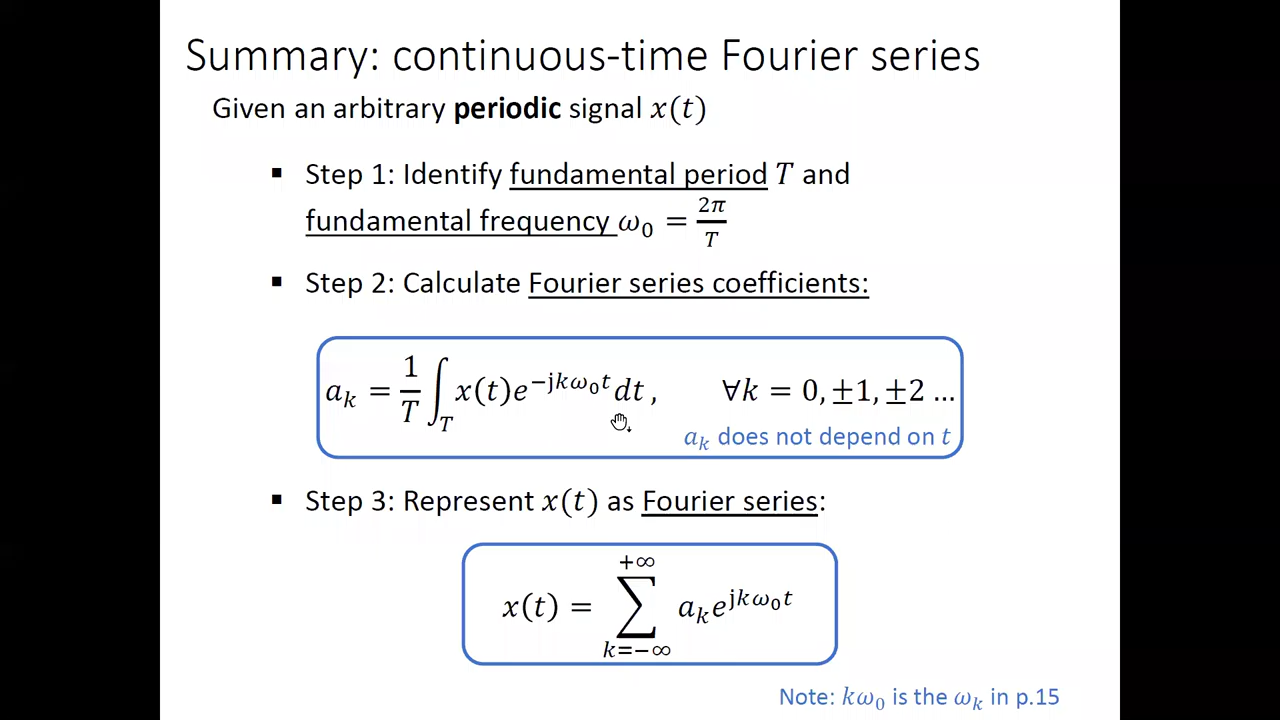 Summary: continuous-time Fourier series
Given an arbitrary periodic signal x(t)
▪ Step 1: Identify fundamental period T and
fundamental frequency ω₀ = 2π/T
▪ Step 2: Calculate Fourier series coefficients:
aₖ = 1/T ∫_T x(t)e^{−jkω₀t}dt, ∀k = 0, ±1, ±2 ...
aₖ does not depend on t
▪ Step 3: Represent x(t) as Fourier series:
x(t) = ∑_{k=−∞}^{+∞} aₖe^{jkω₀t}
Note: kω₀ is the ωₖ in p.15